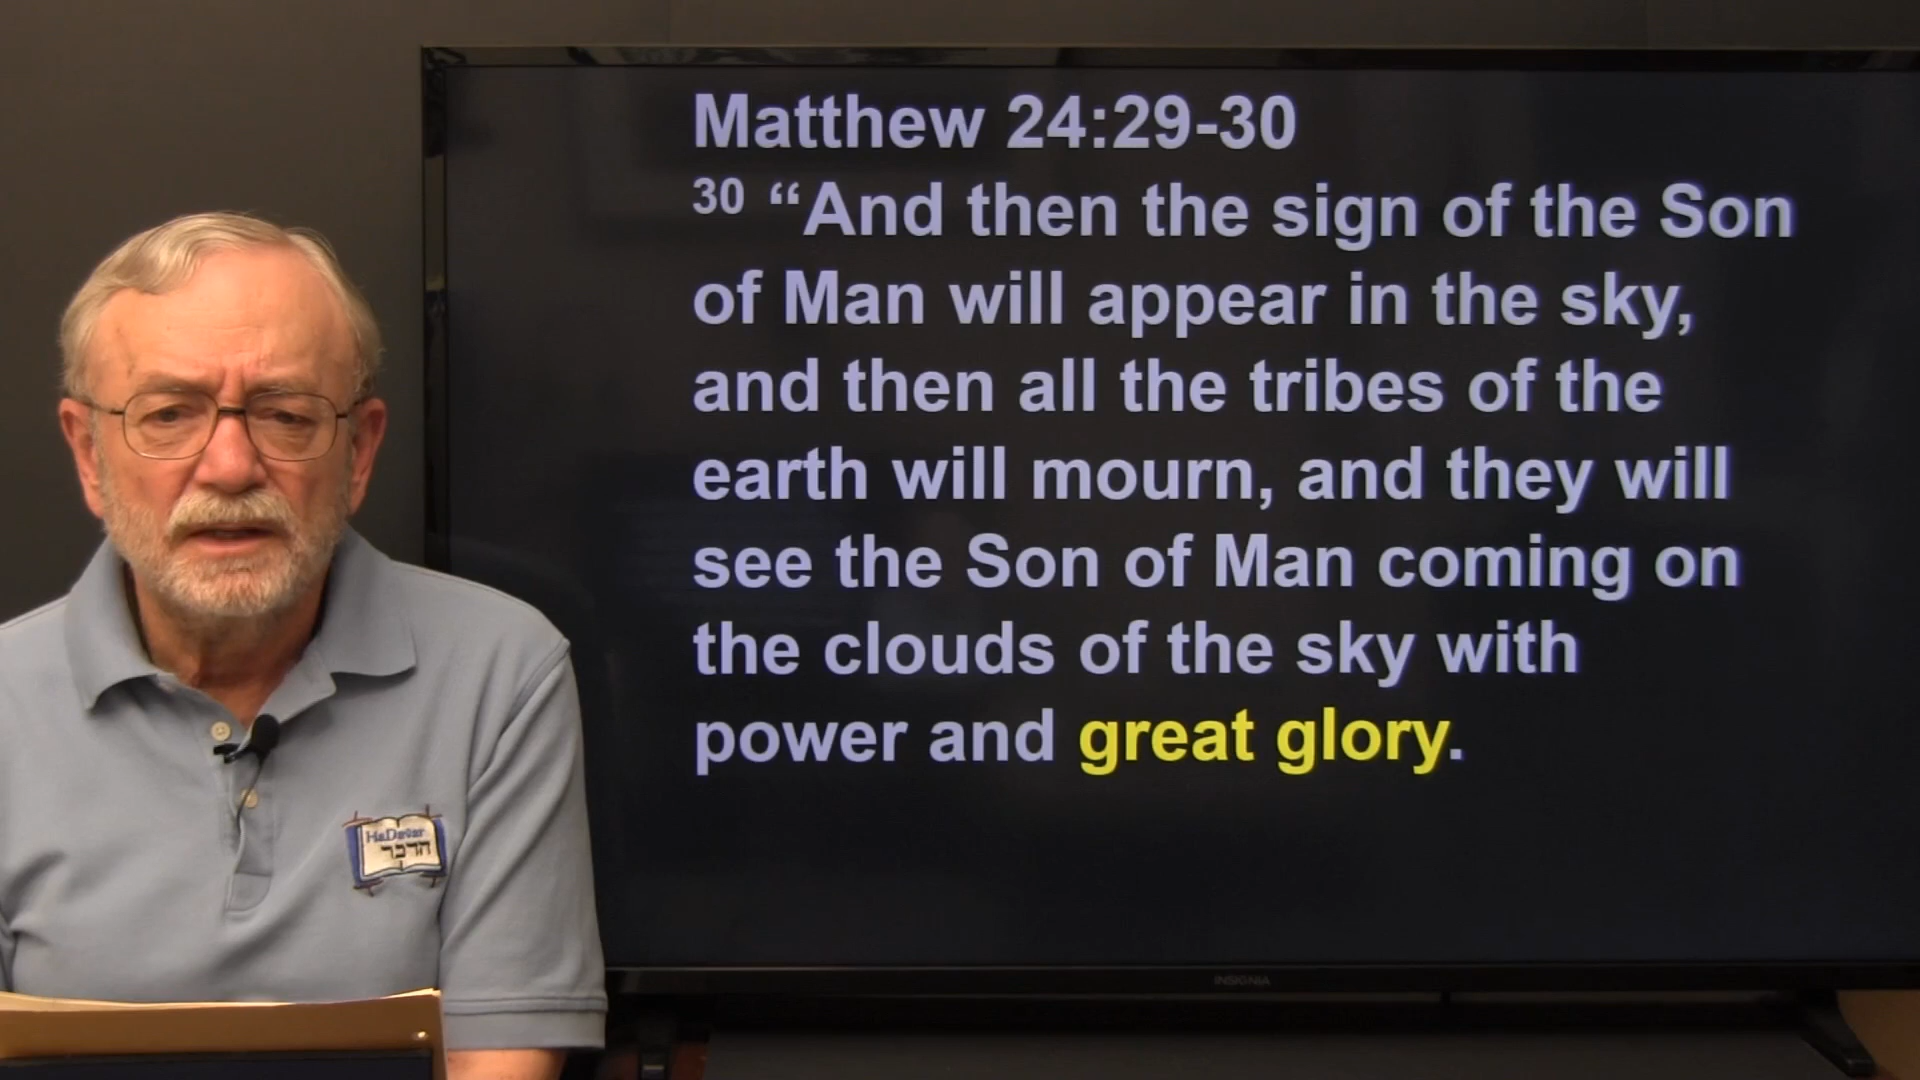 Matthew 24:29-30
30 “And then the sign of the Son
of Man will appear in the sky,
and then all the tribes of the
earth will mourn, and they will
see the Son of Man coming on
the clouds of the sky with
power and great glory.
HaDavar
הדבר
INSIGNIA